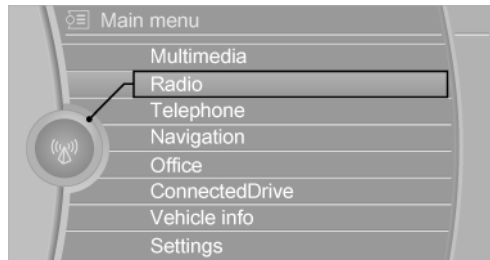 Main menu
Multimedia
Radio
Telephone
Navigation
Office
ConnectedDrive
Vehicle info
Settings